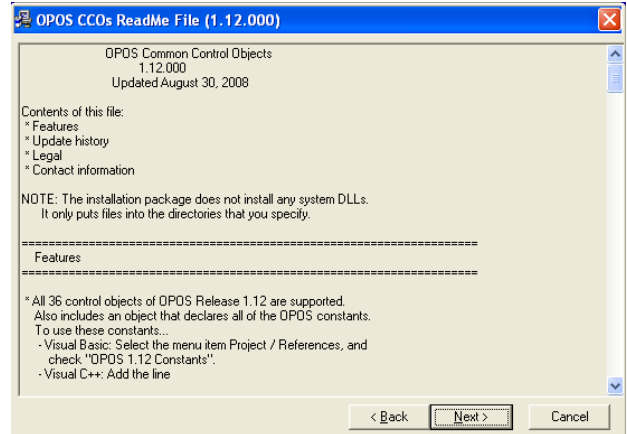 OPOS CCOs ReadMe File (1.12.000)
OPOS Common Control Objects
1.12.000
Updated August 30, 2008
Contents of this file:
* Features
* Update history
* Legal
* Contact information
NOTE: The installation package does not install any system DLLs.
It only puts files into the directories that you specify.
==========================================================================
Features
==========================================================================
* All 36 control objects of OPOS Release 1.12 are supported.
Also includes an object that declares all of the OPOS constants.
To use these constants...
- Visual Basic: Select the menu item Project / References, and
check "OPOS 1.12 Constants".
- Visual C++: Add the line
< Back
Next >
Cancel